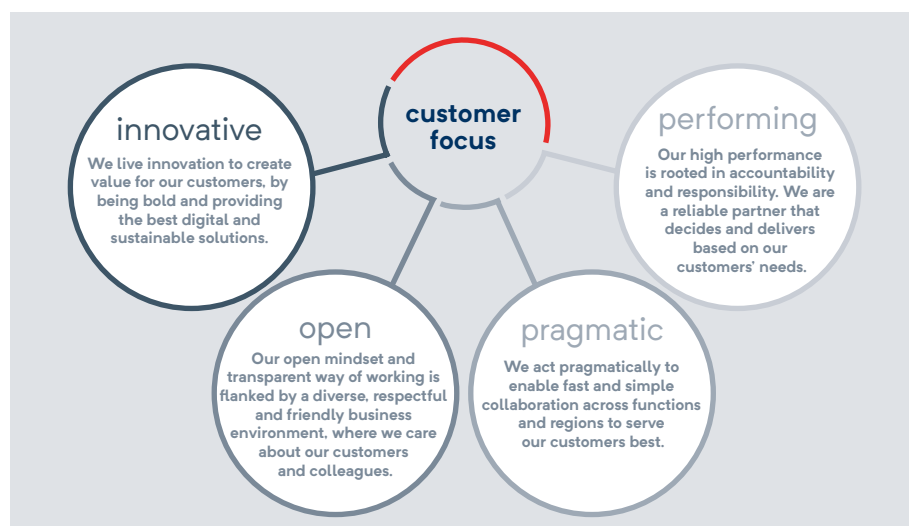 customer
focus
innovative
We live innovation to create
value for our customers, by
being bold and providing
the best digital and
sustainable solutions.
open
Our open mindset and
transparent way of working is
flanked by a diverse, respectful
and friendly business
environment, where we care
about our customers
and colleagues.
pragmatic
We act pragmatically to
enable fast and simple
collaboration across functions
and regions to serve
our customers best.
performing
Our high performance
is rooted in accountability
and responsibility. We are
a reliable partner that
decides and delivers
based on our
customers' needs.